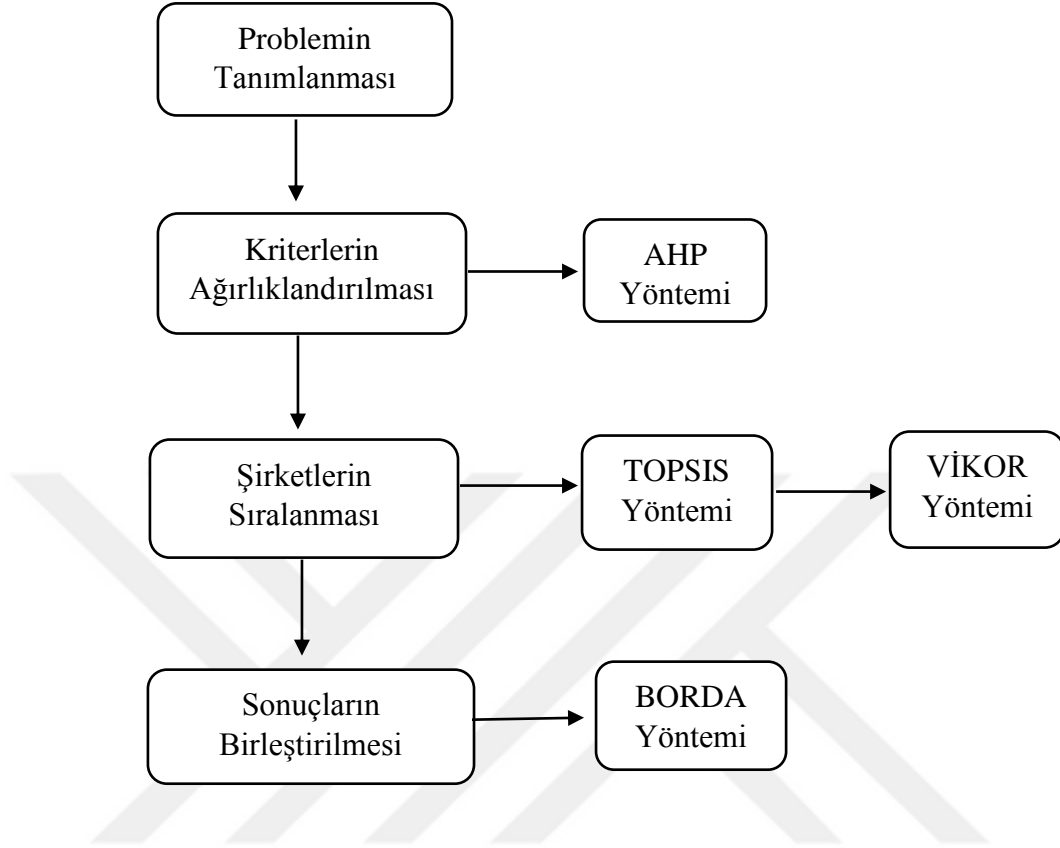 Problemin
Tanımlanması
Kriterlerin
Ağırlıklandırılması
AHP
Yöntemi
Şirketlerin
Sıralanması
TOPSIS
Yöntemi
VİKOR
Yöntemi
Sonuçların
Birleştirilmesi
BORDA
Yöntemi